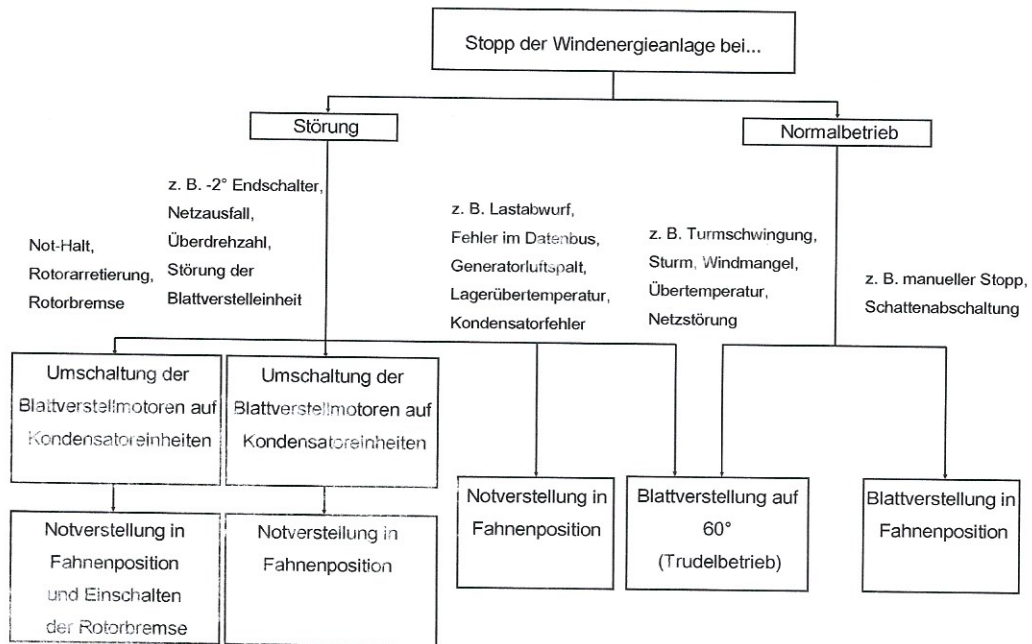 Stopp der Windenergieanlage bei...
Störung
Normalbetrieb
Not-Halt,
Rotorarretierung,
Rotorbremse
z. B. -2° Endschalter,
Netzausfall,
Überdrehzahl,
Störung der
Blattverstelleinheit
z. B. Lastabwurf,
Fehler im Datenbus,
Generatorluftspalt,
Lagerübertemperatur,
Kondensatorfehler
z. B. Turmschwingung,
Sturm, Windmangel,
Übertemperatur,
Netzstörung
z. B. manueller Stopp,
Schattenabschaltung
Umschaltung der
Blattverstellmotoren auf
Kondensatoreinheiten
Umschaltung der
Blattverstellmotoren auf
Kondensatoreinheiten
Notverstellung in
Fahnenposition
und Einschalten
der Rotorbremse
Notverstellung in
Fahnenposition
Notverstellung in
Fahnenposition
Blattverstellung auf
60°
(Trudelbetrieb)
Blattverstellung in
Fahnenposition